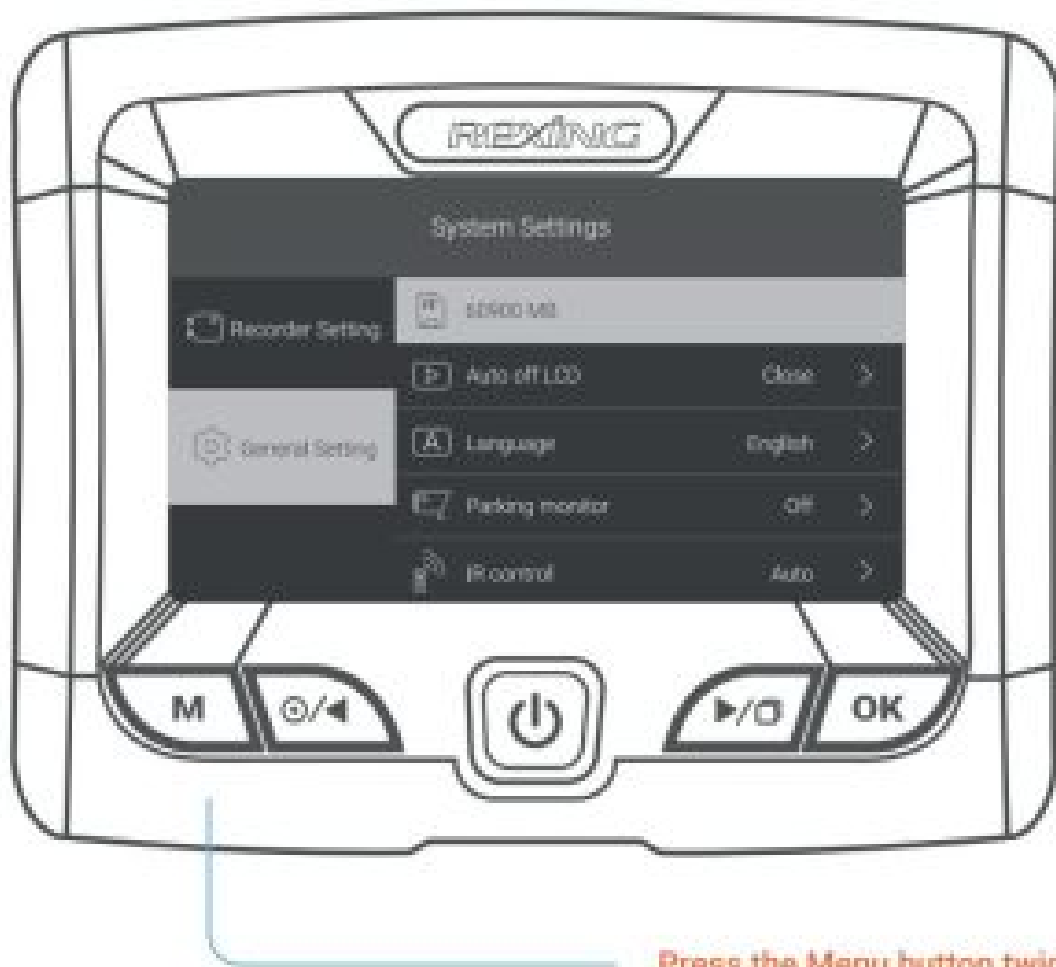 REXING
System Settings
Recorder Setting
General Setting
MB
Auto off LCD Close
Language English
Parking monitor Off
IR control Auto
M
OK
Press the Menu button